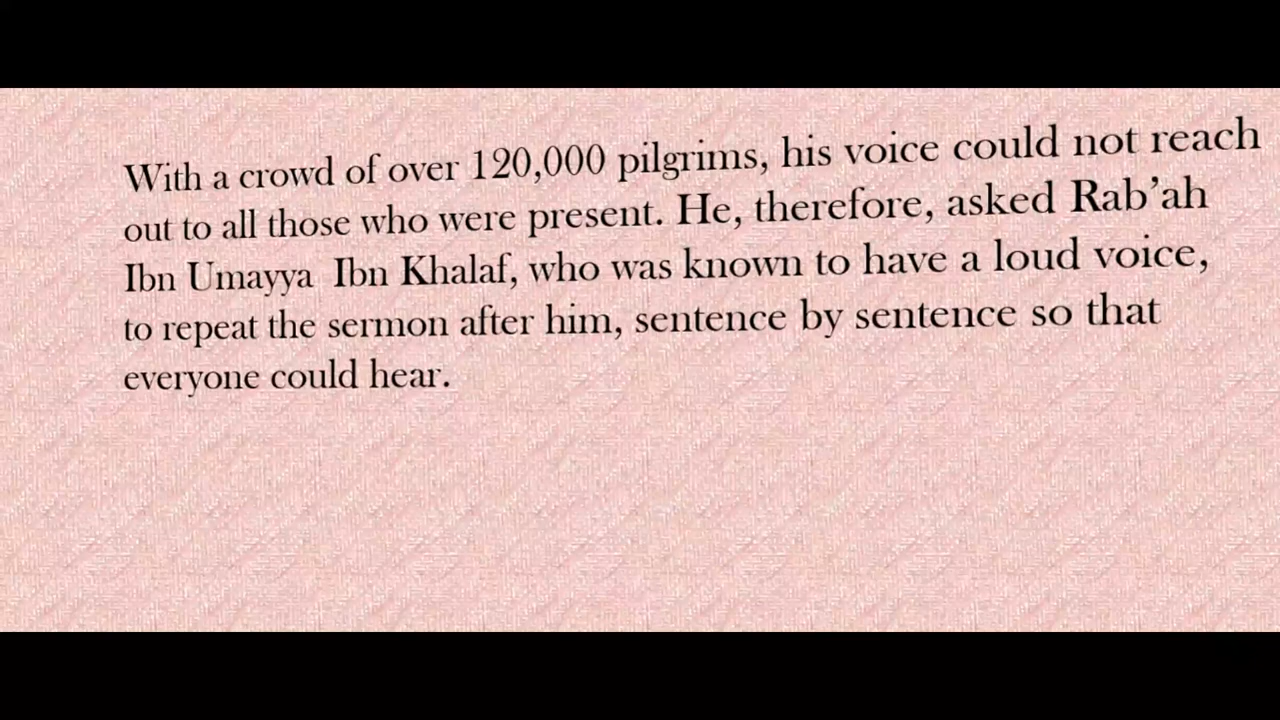 With a crowd of over 120,000 pilgrims, his voice could not reach
out to all those who were present. He, therefore, asked Rab’ah
Ibn Umayya  Ibn Khalaf, who was known to have a loud voice,
to repeat the sermon after him, sentence by sentence so that
everyone could hear.